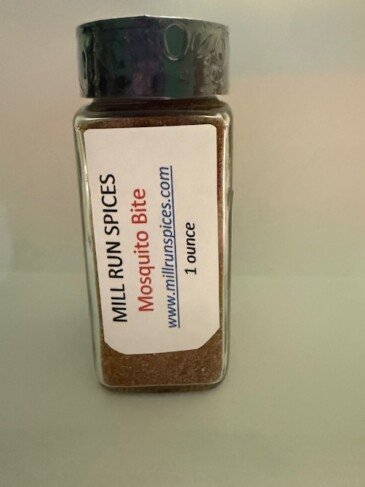 MILL RUN SPICES
Mosquito Bite
www.millrunspices.com
1 ounce